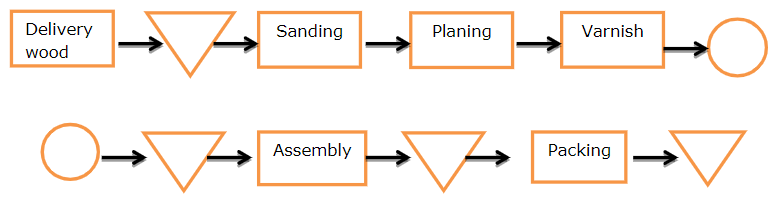 Delivery
wood
Sanding
Planing
Varnish
Assembly
Packing